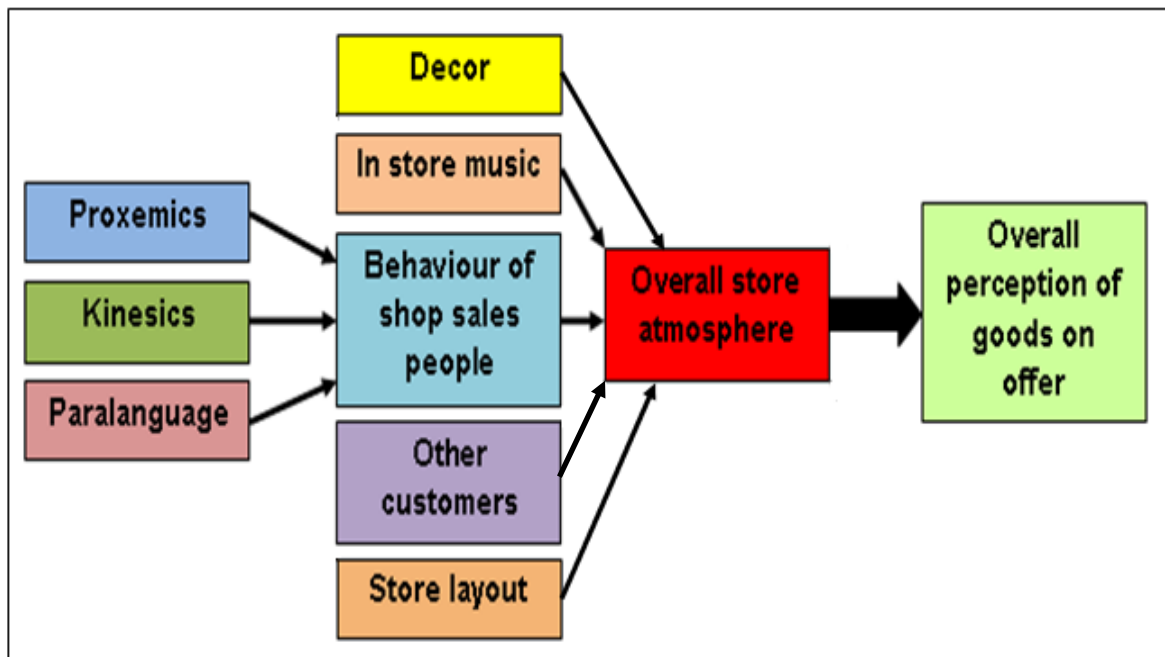 Proxemics
Kinesics
Paralanguage
Decor
In store music
Behaviour of
shop sales
people
Other
customers
Store layout
Overall store
atmosphere
Overall
perception of
goods on
offer